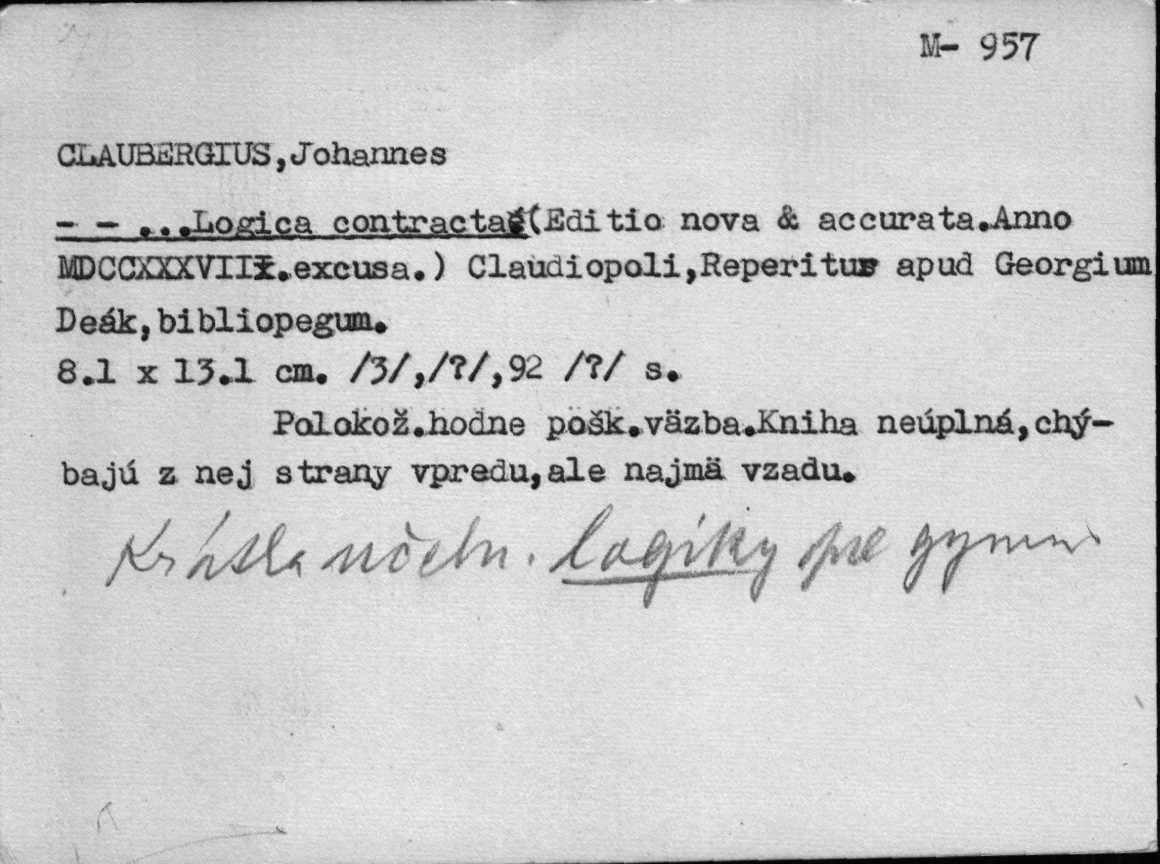 M- 957
CLAUBERGIUS,Johannes
- - ...Logica contracta (Editio nova & accurata.Anno
MDCCXXXVIII.excusa.) Claudiopoli,Reperitur apud Georgium
Deák,bibliopegum.
8.1 x 13.1 cm. /3/,/?/,92 /?/ s.
Polokož.hodne pošk.väzba.Kniha neúplná,chý-
bajú z nej strany vpredu,ale najmä vzadu.
Krátka učebn. logiky pre gymn